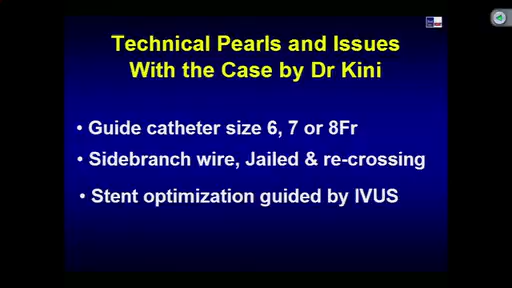 Technical Pearls and Issues
With the Case by Dr Kini
• Guide catheter size 6, 7 or 8Fr
• Sidebranch wire, Jailed & re-crossing
• Stent optimization guided by IVUS